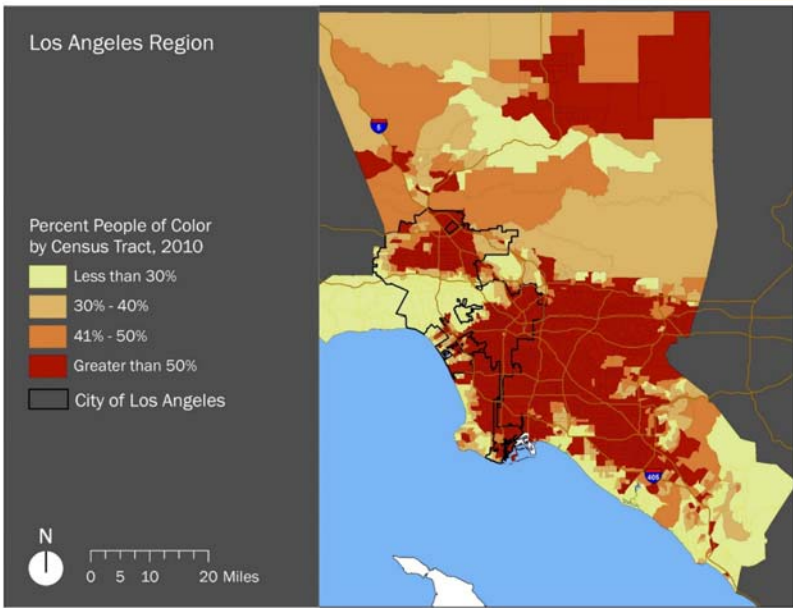 Los Angeles Region
5
Percent People of Color
by Census Tract, 2010
Less than 30%
30% - 40%
41% - 50%
Greater than 50%
City of Los Angeles
405
N
0 5 10 20 Miles